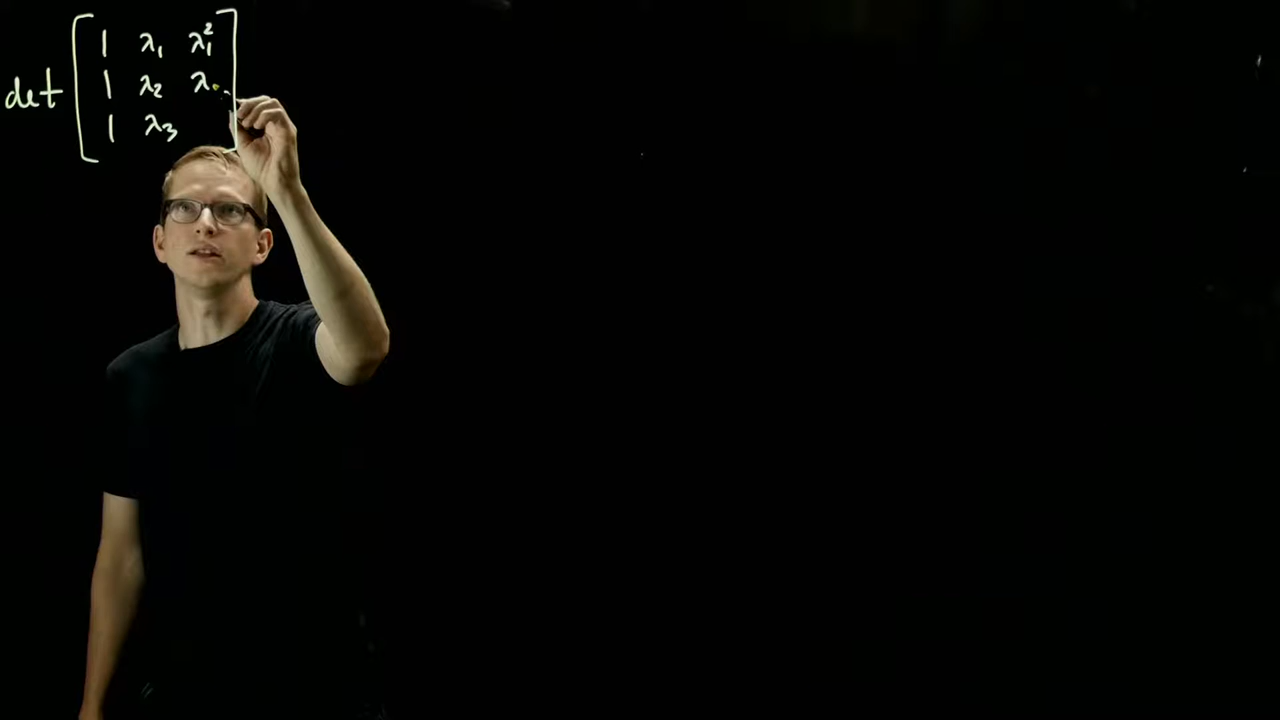 det
1 λ₁ λ₁²
1 λ₂ λ
1 λ₃